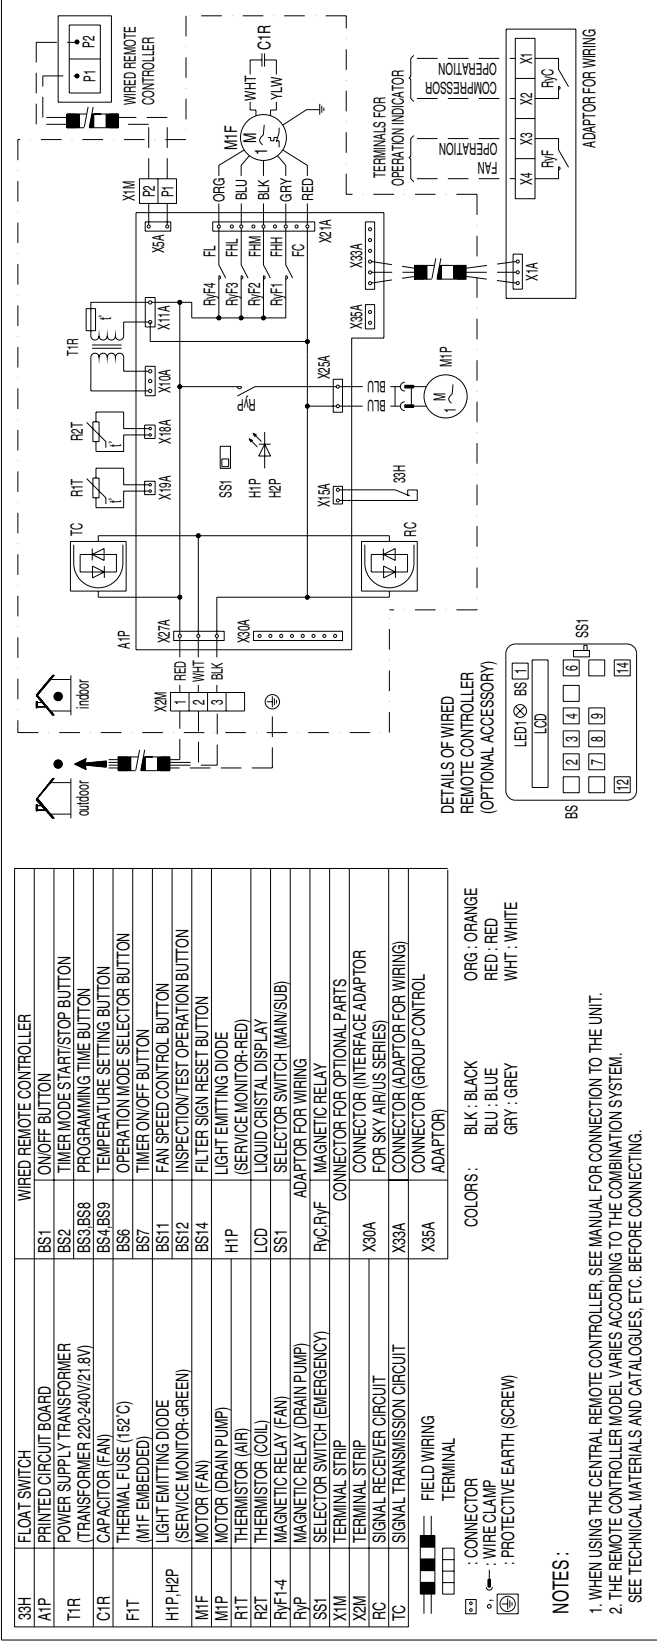 33H FLOAT SWITCH
A1P PRINTED CIRCUIT BOARD
T1R POWER SUPPLY TRANSFORMER
(TRANSFORMER 220-240V/21.8V)
C1R CAPACITOR (FAN)
F1T THERMAL FUSE (152°C)
(M1F EMBEDDED)
H1P,H2P LIGHT EMITTING DIODE
(SERVICE MONITOR-GREEN)
M1F MOTOR (FAN)
M1P MOTOR (DRAIN PUMP)
R1T THERMISTOR (AIR)
R2T THERMISTOR (COIL)
RyF1-4 MAGNETIC RELAY (FAN)
RyP MAGNETIC RELAY (DRAIN PUMP)
SS1 SELECTOR SWITCH (EMERGENCY)
X1M TERMINAL STRIP
X2M TERMINAL STRIP
RC SIGNAL RECEIVER CIRCUIT
TC SIGNAL TRANSMISSION CIRCUIT
WIRED REMOTE CONTROLLER
BS1 ON/OFF BUTTON
BS2 TIMER MODE START/STOP BUTTON
BS3,BS8 PROGRAMMING TIME BUTTON
BS4,BS9 TEMPERATURE SETTING BUTTON
BS6 OPERATION MODE SELECTOR BUTTON
BS7 TIMER ON/OFF BUTTON
BS11 FAN SPEED CONTROL BUTTON
BS12 INSPECTION/TEST OPERATION BUTTON
BS14 FILTER SIGN RESET BUTTON
H1P LIGHT EMITTING DIODE
(SERVICE MONITOR-RED)
LCD LIQUID CRISTAL DISPLAY
SS1 SELECTOR SWITCH (MAIN/SUB)
ADAPTOR FOR WIRING
RyC,RyF MAGNETIC RELAY
CONNECTOR FOR OPTIONAL PARTS
X30A CONNECTOR (INTERFACE ADAPTOR
FOR SKY AIR/US SERIES)
X33A CONNECTOR (ADAPTOR FOR WIRING)
X35A CONNECTOR (GROUP CONTROL
ADAPTOR)
FIELD WIRING
TERMINAL
: CONNECTOR
: WIRE CLAMP
: PROTECTIVE EARTH (SCREW)
COLORS :
BLK : BLACK
BLU : BLUE
GRY : GREY
ORG : ORANGE
RED : RED
WHT : WHITE
NOTES :
1. WHEN USING THE CENTRAL REMOTE CONTROLLER, SEE MANUAL FOR CONNECTION TO THE UNIT.
2. THE REMOTE CONTROLLER MODEL VARIES ACCORDING TO THE COMBINATION SYSTEM.
SEE TECHNICAL MATERIALS AND CATALOGUES, ETC. BEFORE CONNECTING.
outdoor
indoor
X2M
1
2
3
RED
WHT
BLK
A1P
X27A
X30A
TC
RC
R1T
t°
X19A
R2T
t°
X18A
T1R
t°
X10A
X11A
SS1
H1P
H2P
X15A
33H
RyP
X25A
BLU
BLU
M
1~
M1P
X35A
X33A
X5A
X1M
P2
P1
P1
P2
WIRED REMOTE
CONTROLLER
RyF4
RyF3
RyF2
RyF1
FL
FHL
FHM
FHH
FC
X21A
ORG
BLU
BLK
GRY
RED
M1F
M
1~
WHT
YLW
C1R
TERMINALS FOR
OPERATION INDICATOR
FAN
OPERATION
COMPRESSOR
OPERATION
X4
X3
X2
X1
RyF
RyC
X1A
ADAPTOR FOR WIRING
DETAILS OF WIRED
REMOTE CONTROLLER
(OPTIONAL ACCESSORY)
LED1
BS
1
LCD
BS
2
3
4
6
7
8
9
12
14
SS1